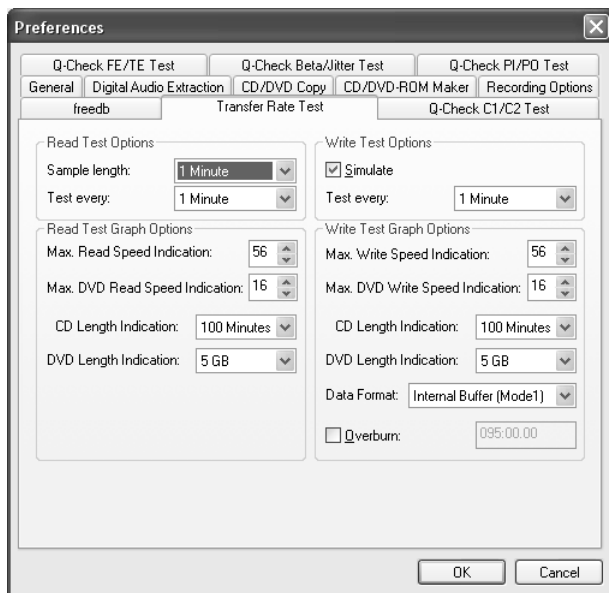 Preferences
Q-Check FE/TE Test Q-Check Beta/Jitter Test Q-Check PI/PO Test
General Digital Audio Extraction CD/DVD Copy CD/DVD-ROM Maker Recording Options
freedb Transfer Rate Test Q-Check C1/C2 Test
Read Test Options
Sample length: 1 Minute
Test every: 1 Minute
Write Test Options
Simulate
Test every: 1 Minute
Read Test Graph Options
Max. Read Speed Indication: 56
Max. DVD Read Speed Indication: 16
CD Length Indication: 100 Minutes
DVD Length Indication: 5 GB
Write Test Graph Options
Max. Write Speed Indication: 56
Max. DVD Write Speed Indication: 16
CD Length Indication: 100 Minutes
DVD Length Indication: 5 GB
Data Format: Internal Buffer (Mode1)
Overburn: 095:00.00
OK Cancel